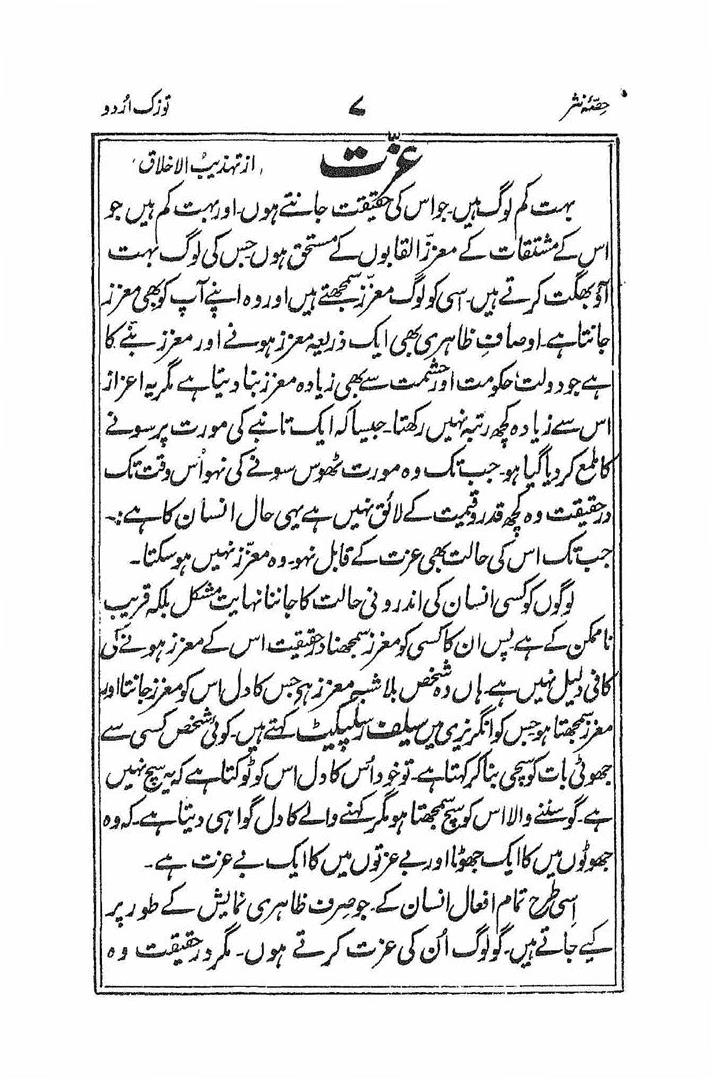 حصّہ نثر ۷ توزکِ اُردو
عزّت (از تہذیبُ الاخلاق)
بہت کم لوگ ہیں۔ جو اس کی حقیقت جانتے ہوں۔ اور بہت کم ہیں جو
اس کے مشتقات کے معزز القابوں کے مستحق ہوں جس کی لوگ بہت
آؤ بھگت کرتے ہیں۔ اسی کو لوگ معزّز سمجھتے ہیں اور وہ اپنے آپ کو بھی معزز
جانتا ہے۔ اوصافِ ظاہری بھی ایک ذریعہ معزز ہونے اور معزز بننے کا
ہے جو دولت حکومت اور حشمت سے بھی زیادہ معزز بنا دیتا ہے مگر یہ اعزاز
اس سے زیادہ کچھ رتبہ نہیں رکھتا۔ جیسا کہ ایک تانبے کی مورت پر سونے
کا ملمع کر دیا گیا ہو۔ جب تک وہ مورت ٹھوس سونے کی نہو اُس وقت تک
درحقیقت وہ کچھ قدر و قیمت کے لائق نہیں ہے یہی حال انسان کا ہے:۔
جب تک اس کی حالت بھی عزت کے قابل نہو۔ وہ معزّز نہیں ہو سکتا۔
لوگوں کو کسی انسان کی اندرونی حالت کا جاننا نہایت مشکل بلکہ قریب
ناممکن کے ہے پس ان کا کسی کو معزز سمجھنا درحقیقت اس کے معزز ہونے کی
کافی دلیل نہیں ہے۔ ہاں وہ شخص بلا شبہ معزز ہے جس کا دل اس کو معزز جانتا اور
معزز سمجھتا ہو جس کو انگریزی میں سیلف رسپکیٹ کہتے ہیں۔ کوئی شخص کسی سے
جھوٹی بات کو سچی بنا کر کہتا ہے۔ تو خود اُس کا دل اس کو ٹوکتا ہے کہ یہ سچ نہیں
ہے۔ گو سننے والا اس کو سچ سمجھتا ہو مگر کہنے والے کا دل گواہی دیتا ہے۔ کہ وہ
جھوٹوں میں کا ایک جھوٹا اور بے عزتوں میں کا ایک بے عزت ہے۔
اِسی طرح تمام افعال انسان کے۔ جو صِرف ظاہری نمایش کے طور پر
کیے جاتے ہیں۔ گو لوگ اُن کی عزت کرتے ہوں۔ مگر درحقیقت وہ